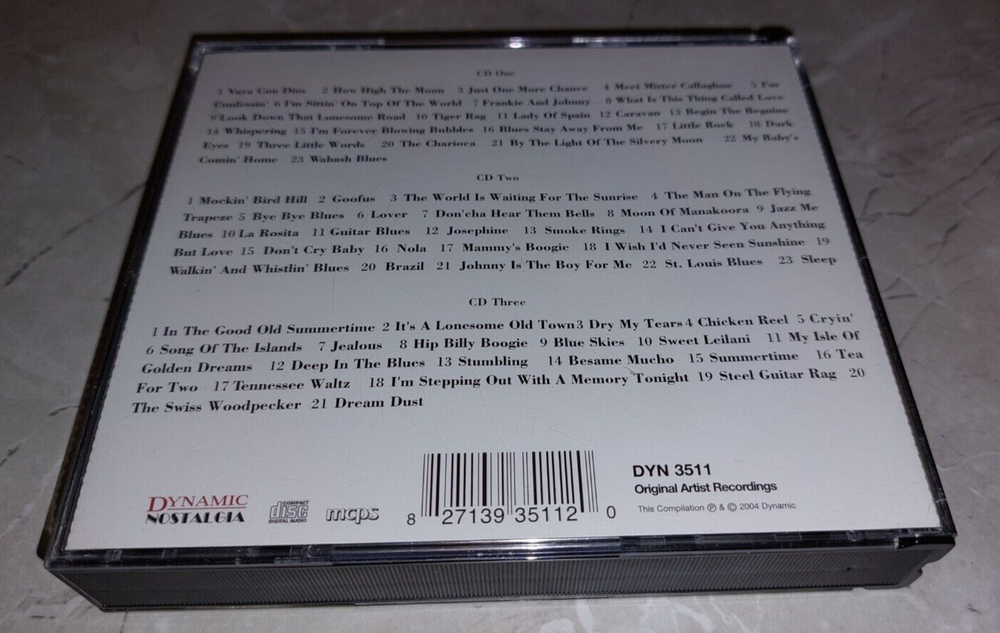 CD One
1 Vaya Con Dios 2 How High The Moon 3 Just One More Chance 4 Meet Mister Callaghan 5 I'm
Confessin' 6 I'm Sittin' On Top Of The World 7 Frankie And Johnny 8 What Is This Thing Called Love
9 Look Down That Lonesome Road 10 Tiger Rag 11 Lady Of Spain 12 Caravan 13 Begin The Beguine
14 Whispering 15 I'm Forever Blowing Bubbles 16 Blues Stay Away From Me 17 Little Rock 18 Dark
Eyes 19 Three Little Words 20 The Charioca 21 By The Light Of The Silvery Moon 22 My Baby's
Comin' Home 23 Wabash Blues
CD Two
1 Mockin' Bird Hill 2 Goofus 3 The World Is Waiting For The Sunrise 4 The Man On The Flying
Trapeze 5 Bye Bye Blues 6 Lover 7 Don'cha Hear Them Bells 8 Moon Of Manakoora 9 Jazz Me
Blues 10 La Rosita 11 Guitar Blues 12 Josephine 13 Smoke Rings 14 I Can't Give You Anything
But Love 15 Don't Cry Baby 16 Nola 17 Mammy's Boogie 18 I Wish I'd Never Seen Sunshine 19
Walkin' And Whistlin' Blues 20 Brazil 21 Johnny Is The Boy For Me 22 St. Louis Blues 23 Sleep
CD Three
1 In The Good Old Summertime 2 It's A Lonesome Old Town 3 Dry My Tears 4 Chicken Reel 5 Cryin'
6 Song Of The Islands 7 Jealous 8 Hip Billy Boogie 9 Blue Skies 10 Sweet Leilani 11 My Isle Of
Golden Dreams 12 Deep In The Blues 13 Stumbling 14 Besame Mucho 15 Summertime 16 Tea
For Two 17 Tennessee Waltz 18 I'm Stepping Out With A Memory Tonight 19 Steel Guitar Rag 20
The Swiss Woodpecker 21 Dream Dust
DYNAMIC
NOSTALGIA
COMPACT
disc
DIGITAL AUDIO
mcps
8 27139 35112 0
DYN 3511
Original Artist Recordings
This Compilation ℗ & © 2004 Dynamic